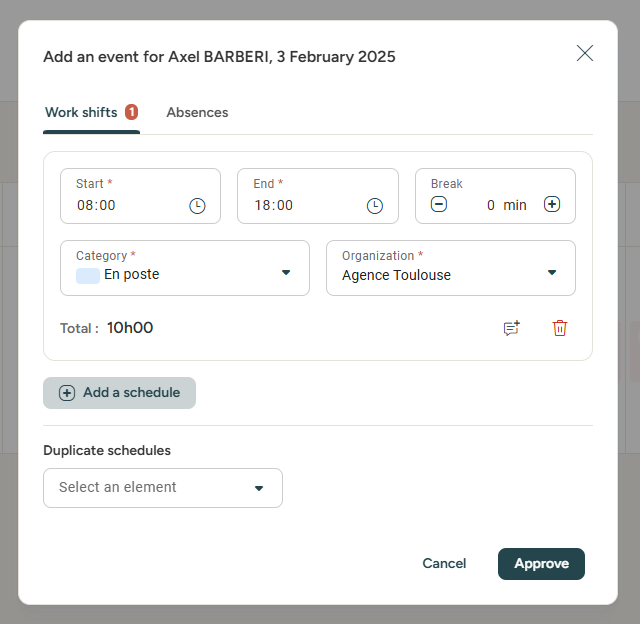 Add an event for Axel BARBERI, 3 February 2025
Work shifts 1 Absences
Start * End * Break
08:00 18:00 0 min
Category * Organization *
En poste Agence Toulouse
Total : 10h00
Add a schedule
Duplicate schedules
Select an element
Cancel Approve